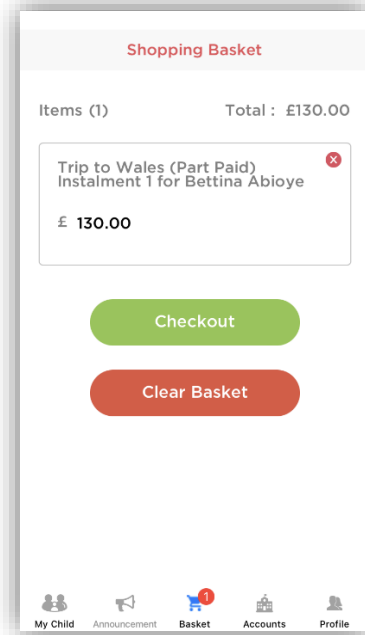 Shopping Basket
Items (1) Total : £130.00
Trip to Wales (Part Paid)
Instalment 1 for Bettina Abioye
£ 130.00
Checkout
Clear Basket
1
My Child Announcement Basket Accounts Profile